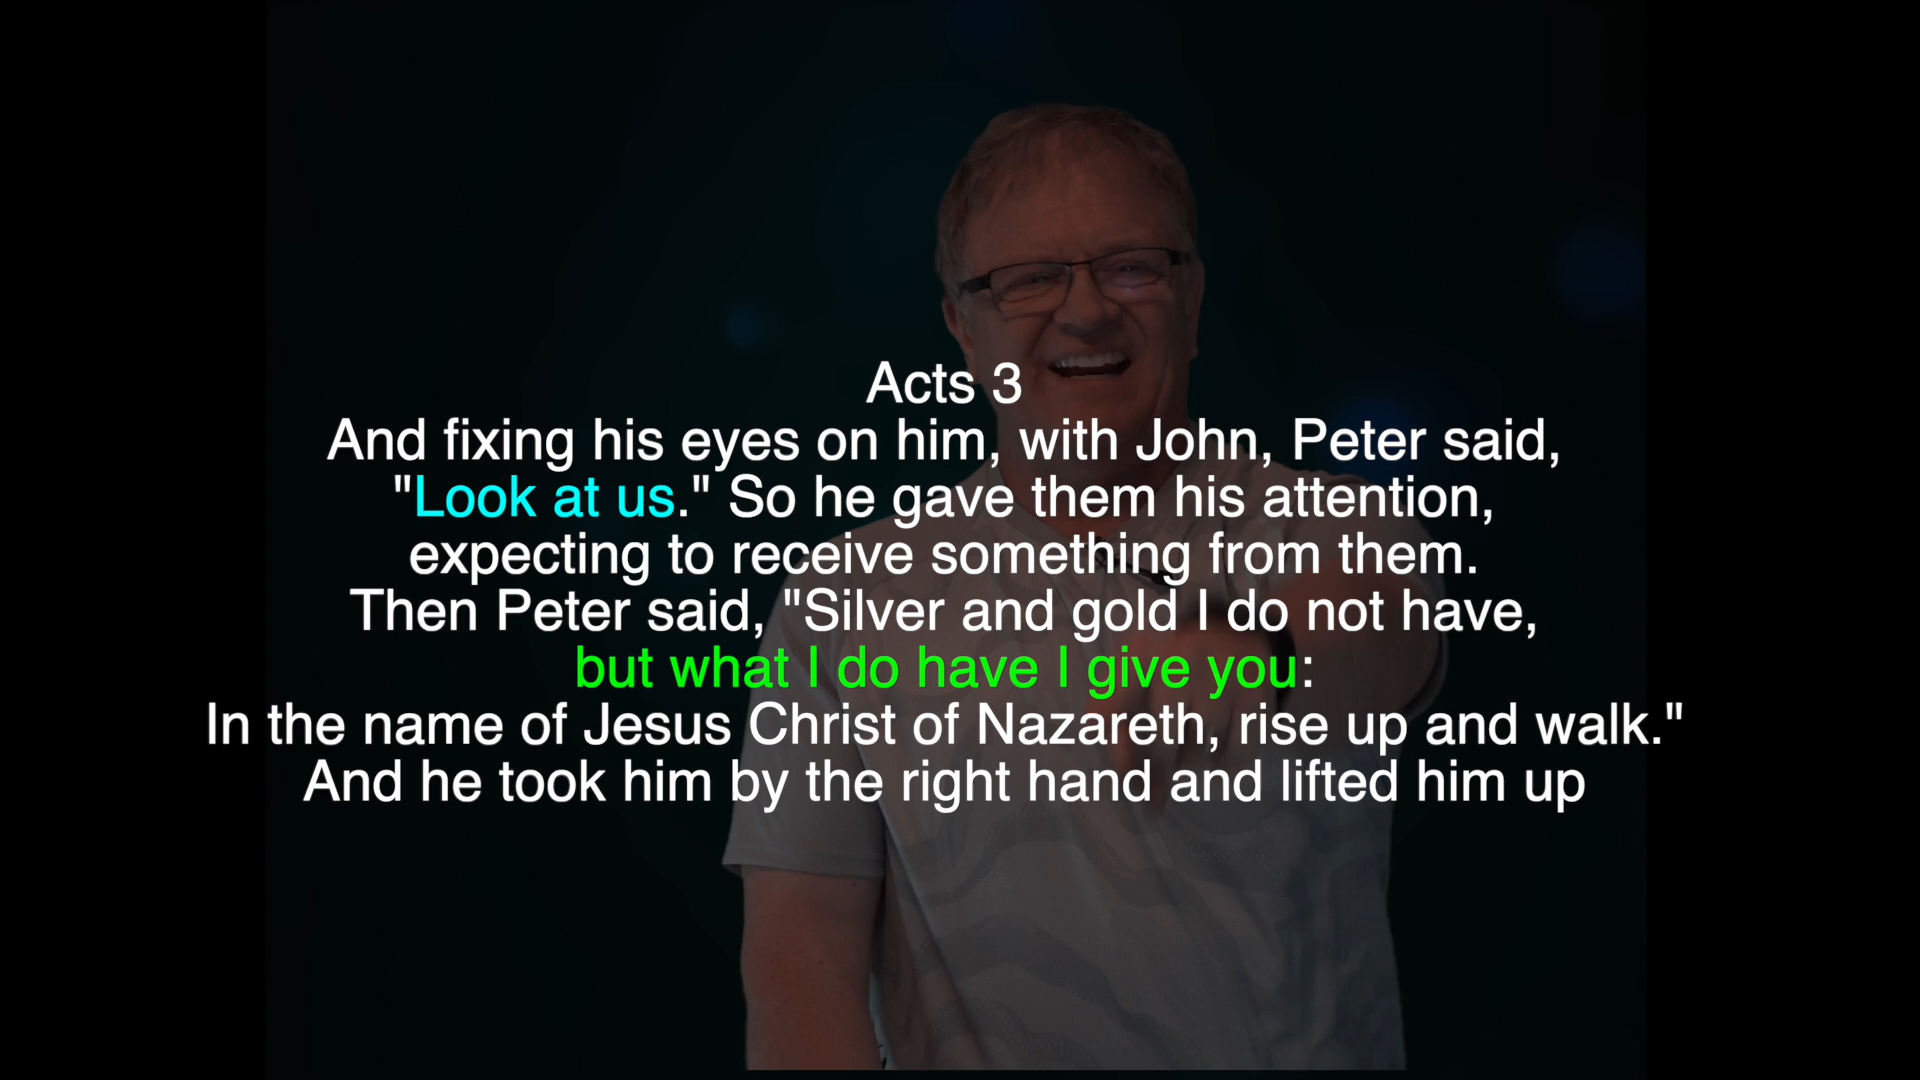 Acts 3
And fixing his eyes on him, with John, Peter said,
"Look at us." So he gave them his attention,
expecting to receive something from them.
Then Peter said, "Silver and gold I do not have,
but what I do have I give you:
In the name of Jesus Christ of Nazareth, rise up and walk."
And he took him by the right hand and lifted him up